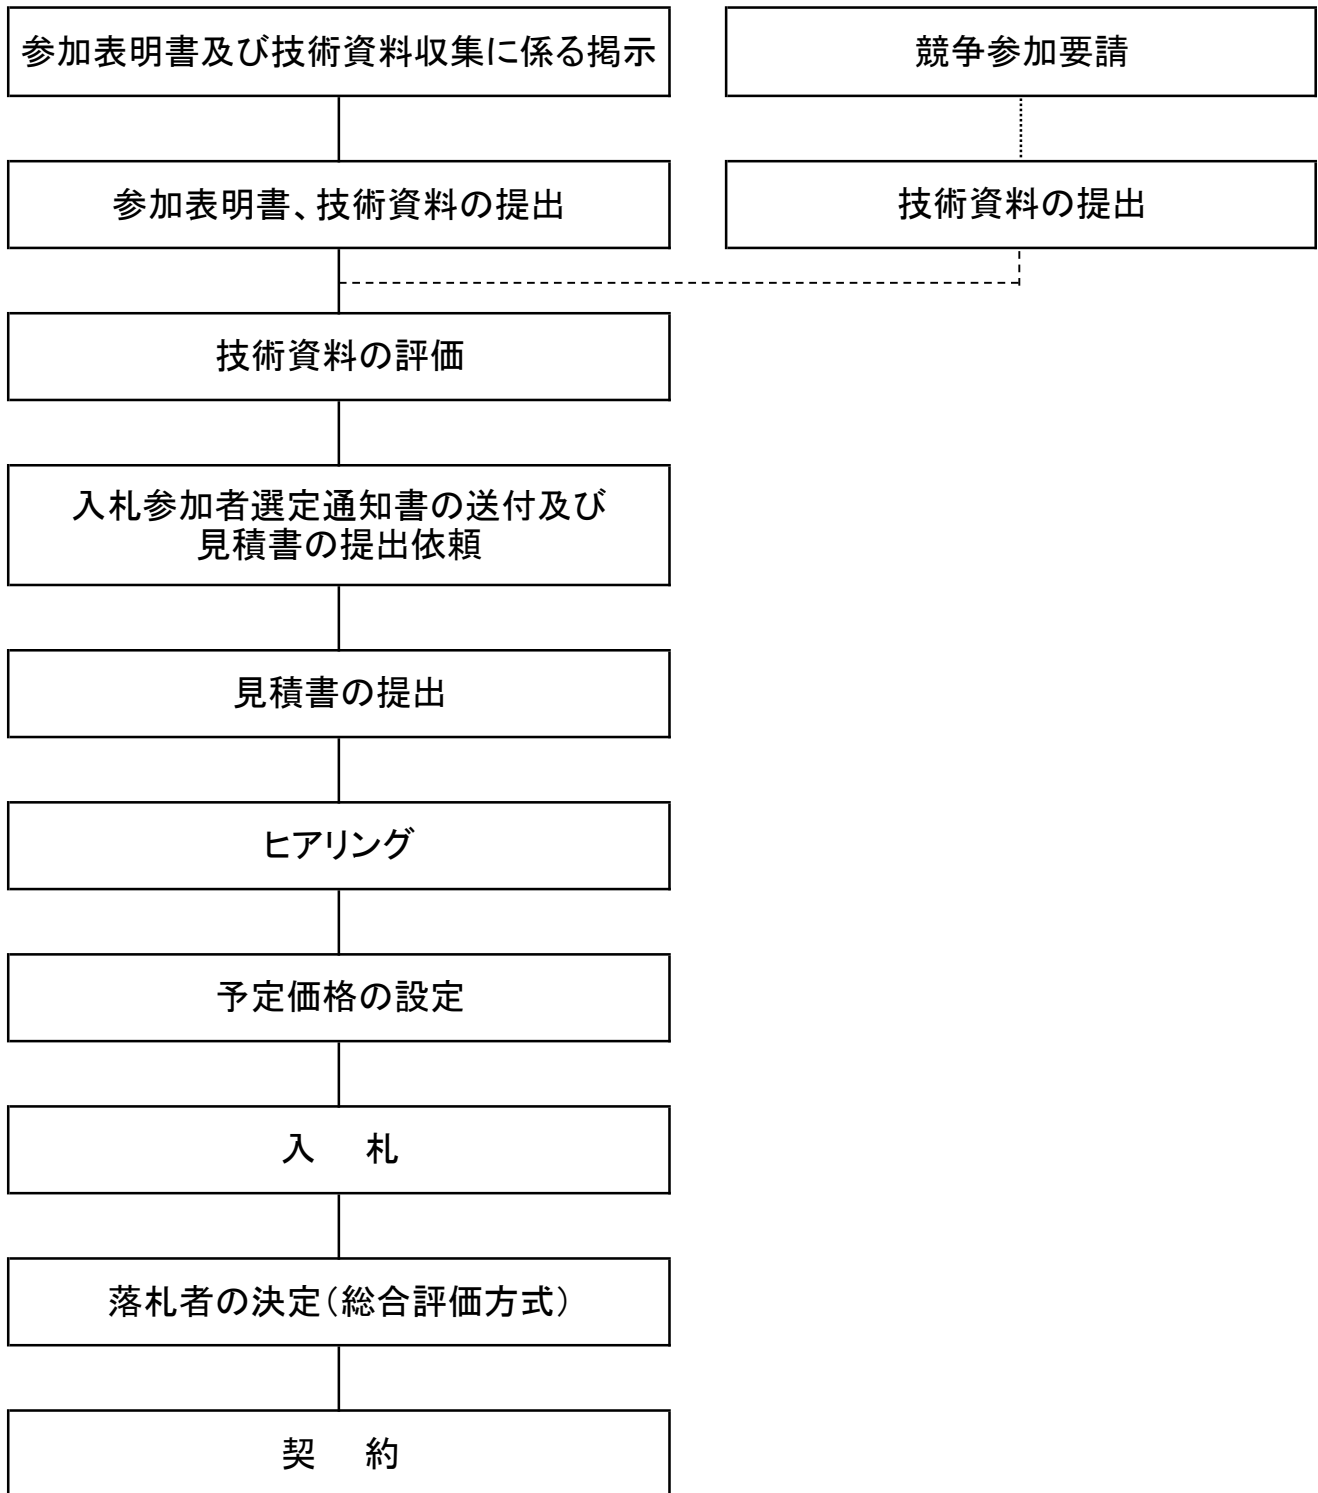 参加表明書及び技術資料収集に係る掲示
競争参加要請
参加表明書、技術資料の提出
技術資料の提出
技術資料の評価
入札参加者選定通知書の送付及び
見積書の提出依頼
見積書の提出
ヒアリング
予定価格の設定
入　札
落札者の決定（総合評価方式）
契　約